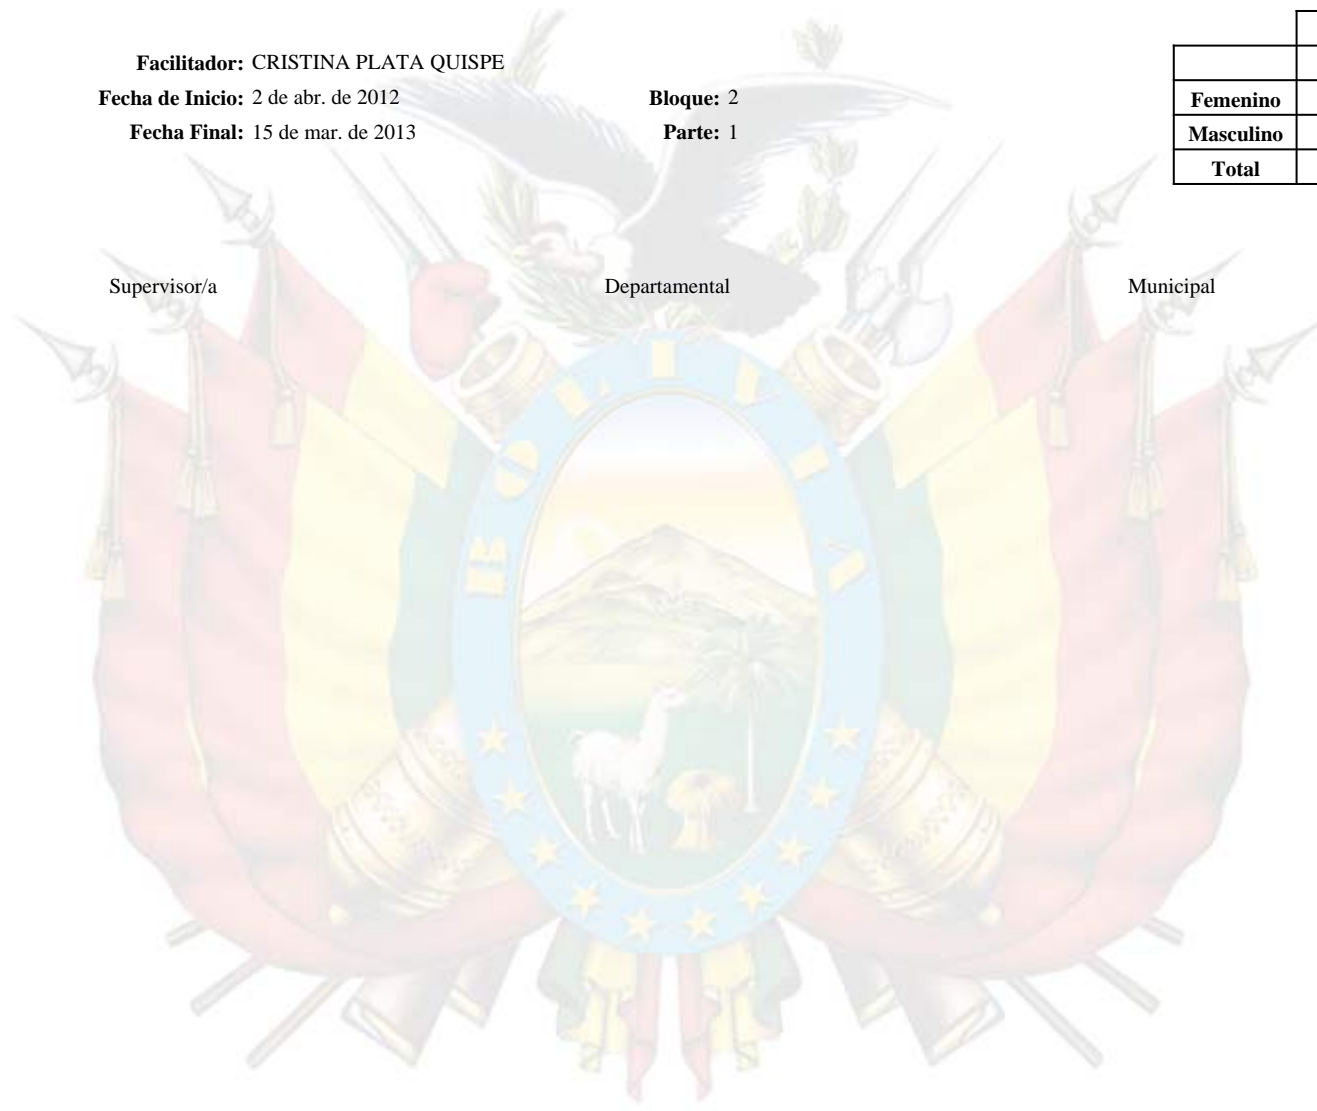 Facilitador: CRISTINA PLATA QUISPE
Fecha de Inicio: 2 de abr. de 2012 Bloque: 2
Fecha Final: 15 de mar. de 2013 Parte: 1
Femenino
Masculino
Total
Supervisor/a Departamental Municipal
BOLIVIA